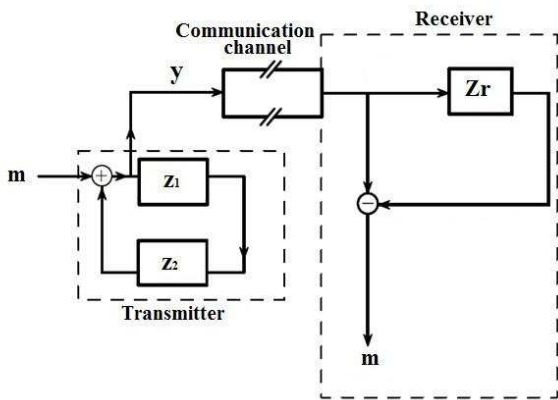 Receiver
Communication
channel
y
Zr
m
+
z1
−
z2
Transmitter
m